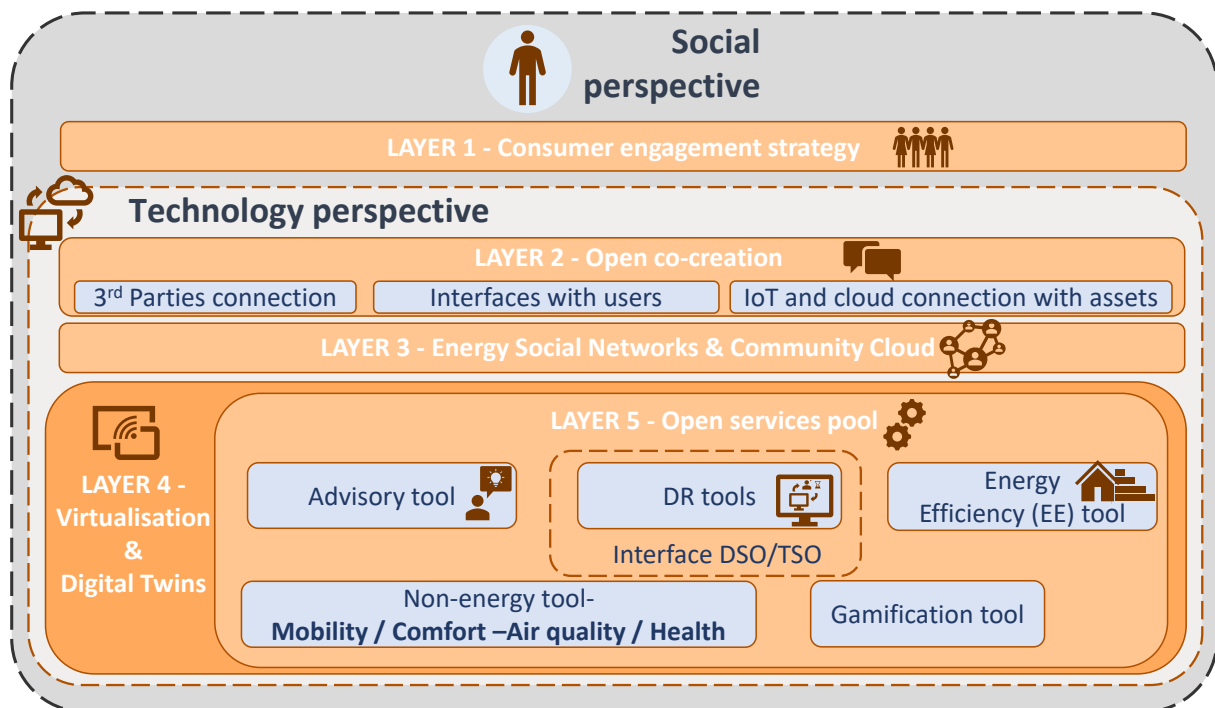 Social
perspective
LAYER 1 - Consumer engagement strategy
Technology perspective
LAYER 2 - Open co-creation
3rd Parties connection
Interfaces with users
IoT and cloud connection with assets
LAYER 3 - Energy Social Networks & Community Cloud
LAYER 4 -
Virtualisation
&
Digital Twins
LAYER 5 - Open services pool
Advisory tool
DR tools
Interface DSO/TSO
Energy
Efficiency (EE) tool
Non-energy tool-
Mobility / Comfort –Air quality / Health
Gamification tool